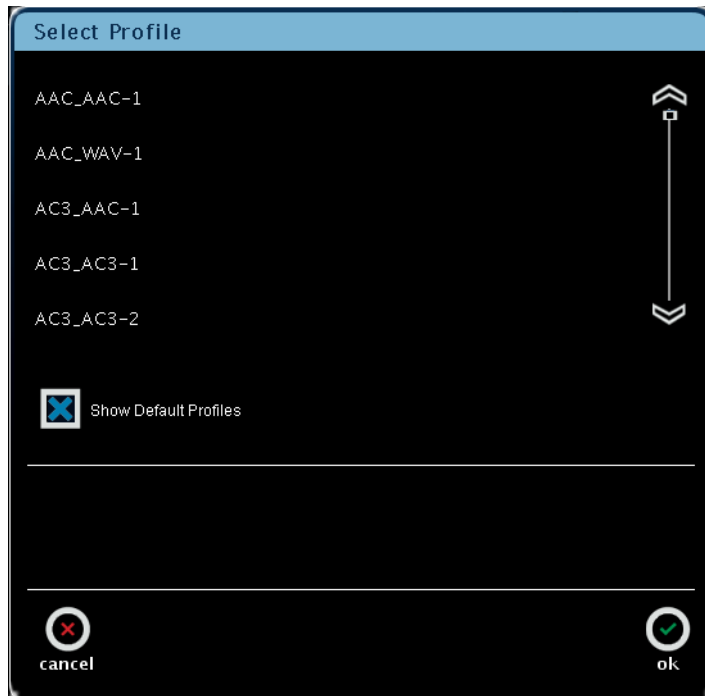 Select Profile
AAC_AAC-1
AAC_WAV-1
AC3_AAC-1
AC3_AC3-1
AC3_AC3-2
Show Default Profiles
cancel
ok